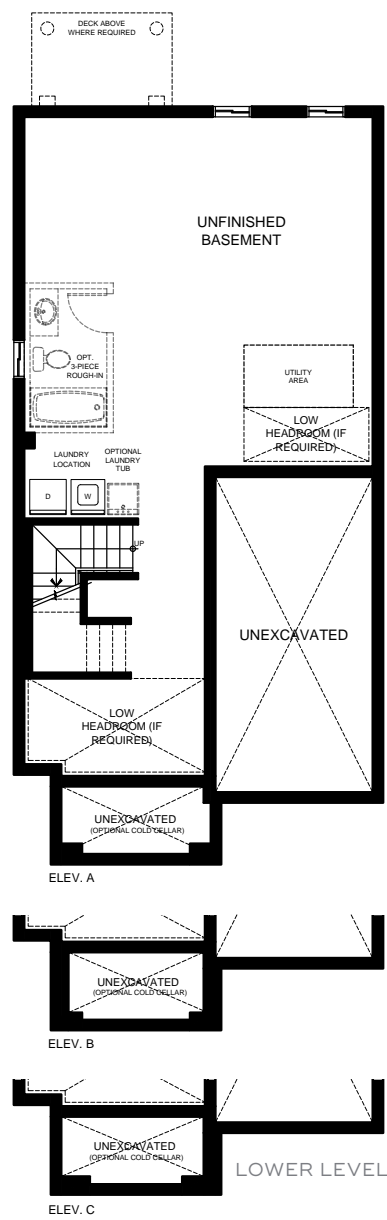 DECK ABOVE
WHERE REQUIRED
UNFINISHED
BASEMENT
OPT.
3-PIECE
ROUGH-IN
UTILITY
AREA
LOW
HEADROOM (IF
REQUIRED)
LAUNDRY
LOCATION
OPTIONAL
LAUNDRY
TUB
D
W
UP
UNEXCAVATED
LOW
HEADROOM (IF
REQUIRED)
UNEXCAVATED
(OPTIONAL COLD CELLAR)
ELEV. A
UNEXCAVATED
(OPTIONAL COLD CELLAR)
ELEV. B
UNEXCAVATED
(OPTIONAL COLD CELLAR)
LOWER LEVEL
ELEV. C